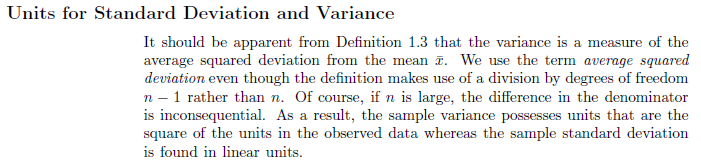 Units for Standard Deviation and Variance
It should be apparent from Definition 1.3 that the variance is a measure of the
average squared deviation from the mean x̄. We use the term average squared
deviation even though the definition makes use of a division by degrees of freedom
n − 1 rather than n. Of course, if n is large, the difference in the denominator
is inconsequential. As a result, the sample variance possesses units that are the
square of the units in the observed data whereas the sample standard deviation
is found in linear units.